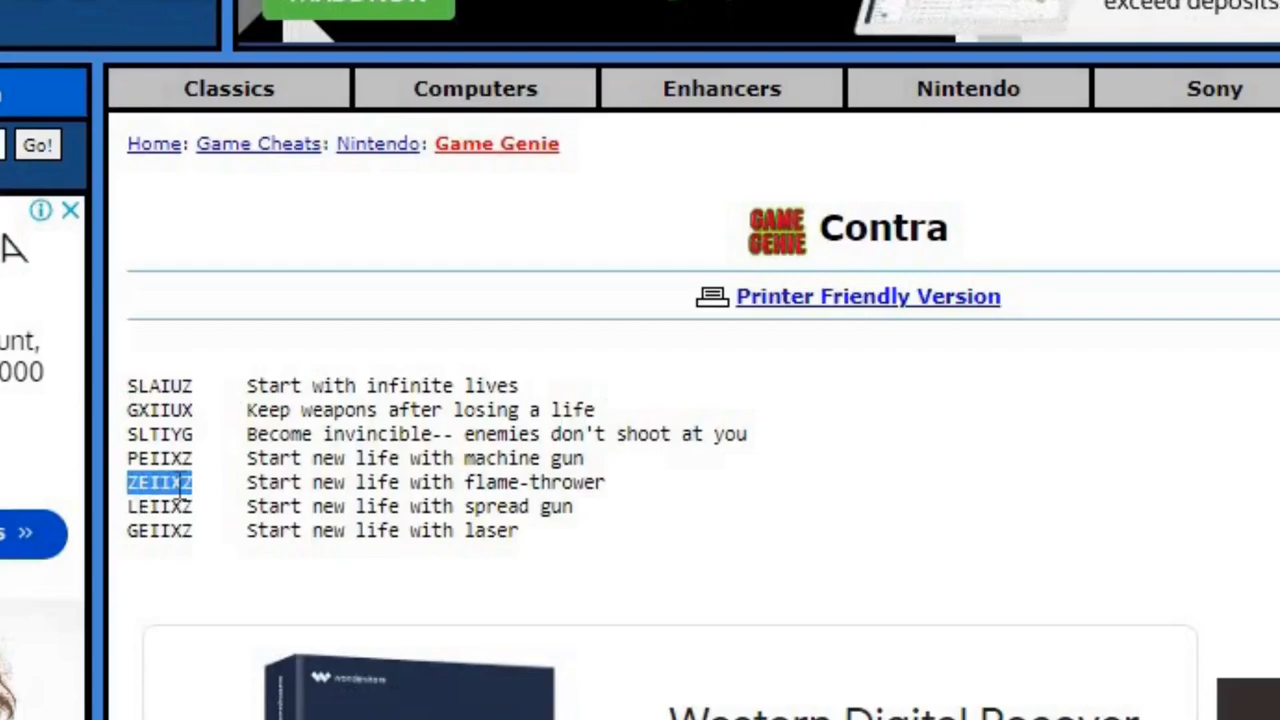 exceed deposits
Classics
Computers
Enhancers
Nintendo
Sony
Go!
Home: Game Cheats: Nintendo: Game Genie
GAME GENIE Contra
Printer Friendly Version
A
unt,
000
SLAIUZ Start with infinite lives
GXIIUX Keep weapons after losing a life
SLTIYG Become invincible-- enemies don't shoot at you
PEIIXZ Start new life with machine gun
ZEIIXZ Start new life with flame-thrower
LEIIXZ Start new life with spread gun
GEIIXZ Start new life with laser
s »
wondershare
Western Digital Recover